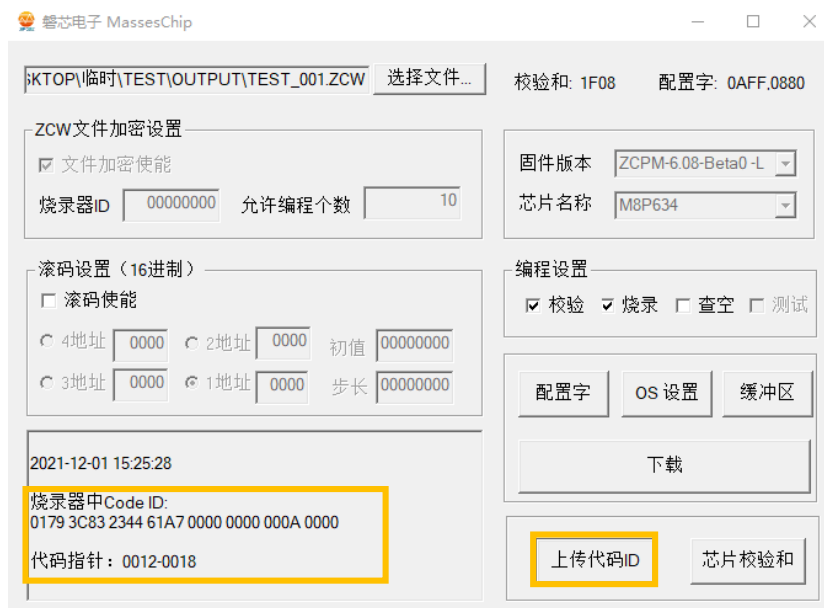 磐芯电子 MassesChip
SKTOP\临时\TEST\OUTPUT\TEST_001.ZCW 选择文件... 校验和: 1F08 配置字: 0AFF,0880
ZCW文件加密设置
文件加密使能
烧录器ID 00000000 允许编程个数 10
固件版本 ZCPM-6.08-Beta0 -L
芯片名称 M8P634
滚码设置（16进制）
滚码使能
4地址 0000 2地址 0000 初值 00000000
3地址 0000 1地址 0000 步长 00000000
编程设置
校验 烧录 查空 测试
配置字 OS 设置 缓冲区
下载
2021-12-01 15:25:28
烧录器中Code ID:
0179 3C83 2344 61A7 0000 0000 000A 0000
代码指针：0012-0018
上传代码ID 芯片校验和